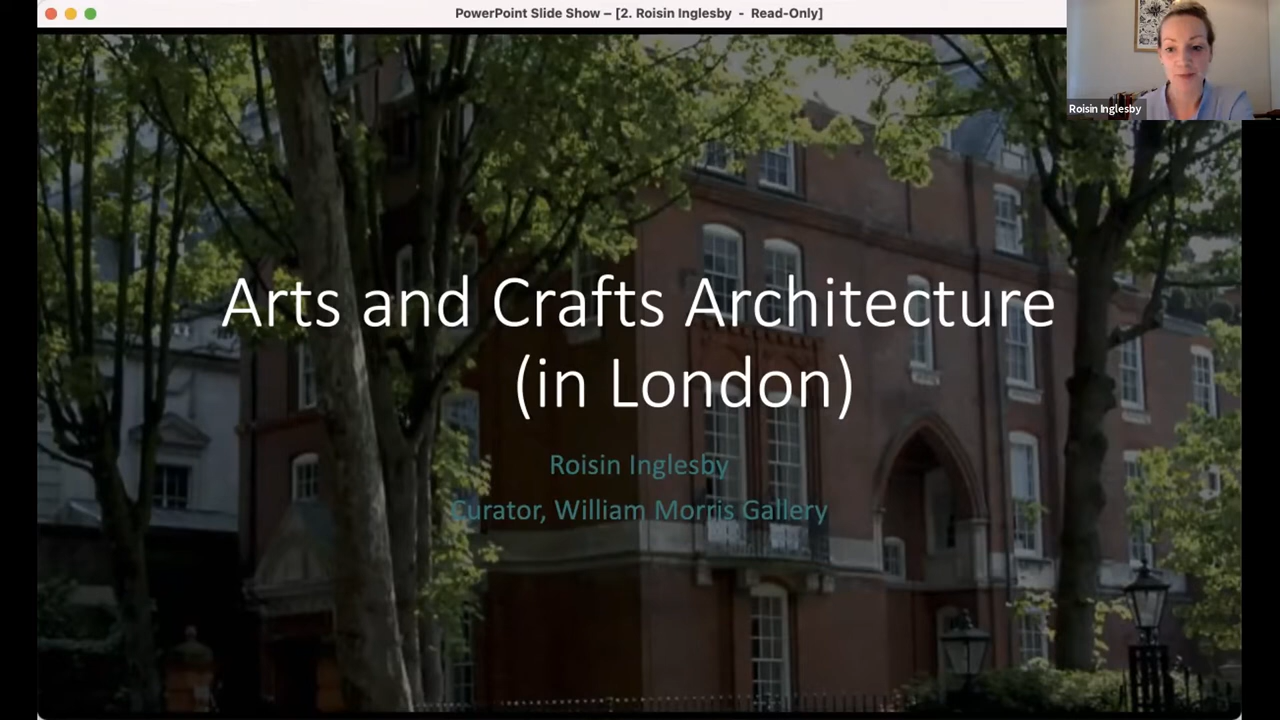 PowerPoint Slide Show – [2. Roisin Inglesby - Read-Only]
Roisin Inglesby
Arts and Crafts Architecture
(in London)
Roisin Inglesby
Curator, William Morris Gallery